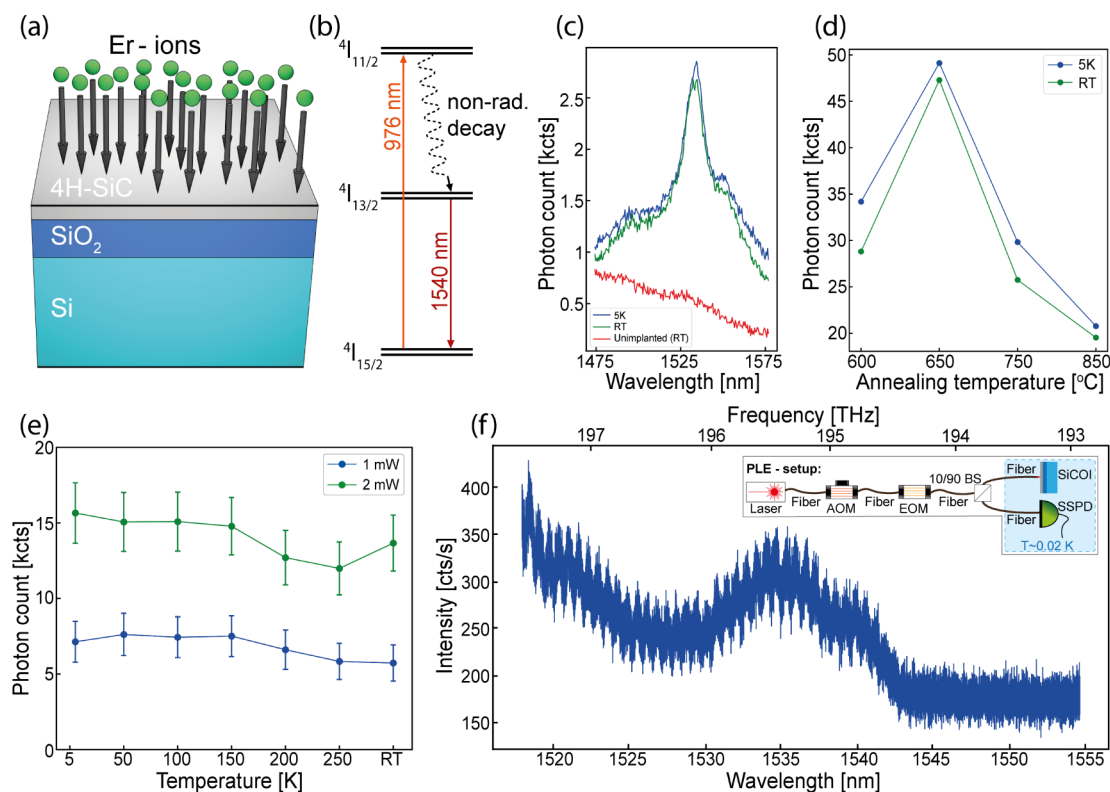 (a)
Er - ions
4H-SiC
SiO2
Si
(b)
4I11/2
976 nm
non-rad.
decay
4I13/2
1540 nm
4I15/2
(c)
Photon count [kcts]
2.5
2
1.5
1
0.5
5K
RT
Unimplanted (RT)
1475 1525 1575
Wavelength [nm]
(d)
Photon count [kcts]
50
45
40
35
30
25
20
5K
RT
600 650 750 850
Annealing temperature [°C]
(e)
Photon count [kcts]
20
15
10
5
0
1 mW
2 mW
5 50 100 150 200 250 RT
Temperature [K]
(f)
Frequency [THz]
197 196 195 194 193
Intensity [cts/s]
400
350
300
250
200
150
PLE - setup:
10/90 BS
Fiber
SiCOI
Laser
Fiber
AOM
Fiber
EOM
Fiber
Fiber
SSPD
T~0.02 K
1520 1525 1530 1535 1540 1545 1550 1555
Wavelength [nm]